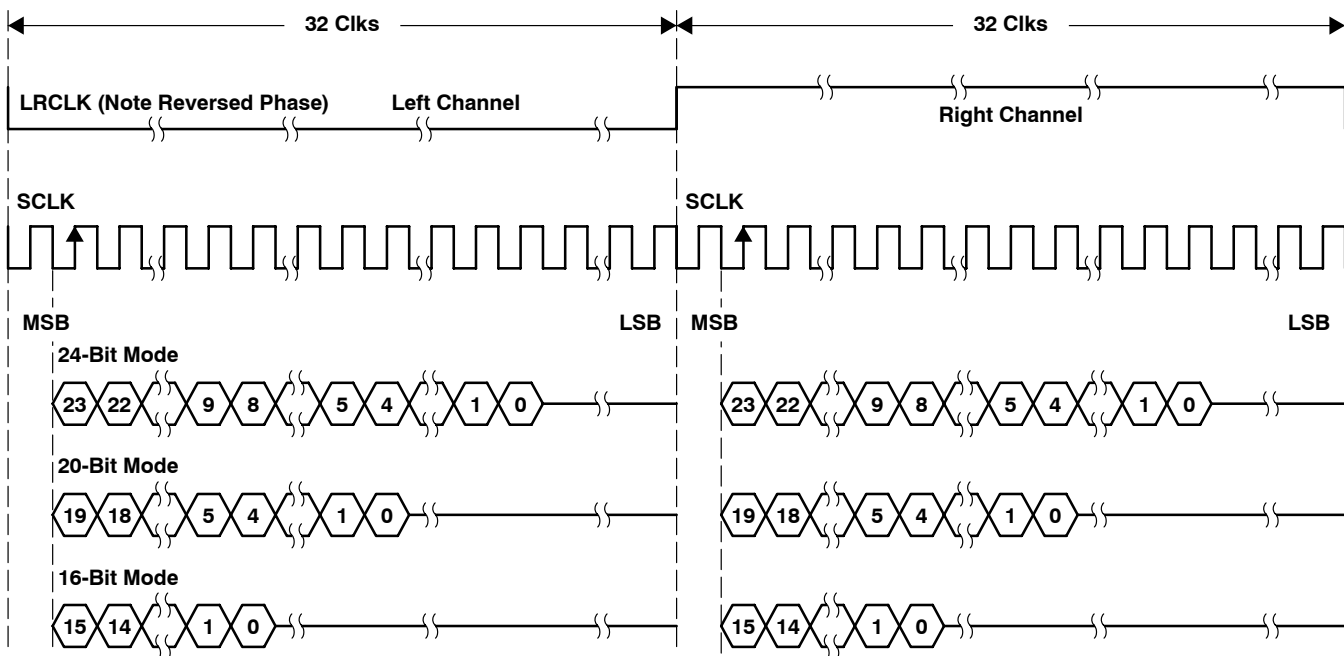 32 Clks 32 Clks
LRCLK (Note Reversed Phase) Left Channel
Right Channel
SCLK SCLK
MSB LSB MSB LSB
24-Bit Mode
23 22 9 8 5 4 1 0 23 22 9 8 5 4 1 0
20-Bit Mode
19 18 5 4 1 0 19 18 5 4 1 0
16-Bit Mode
15 14 1 0 15 14 1 0